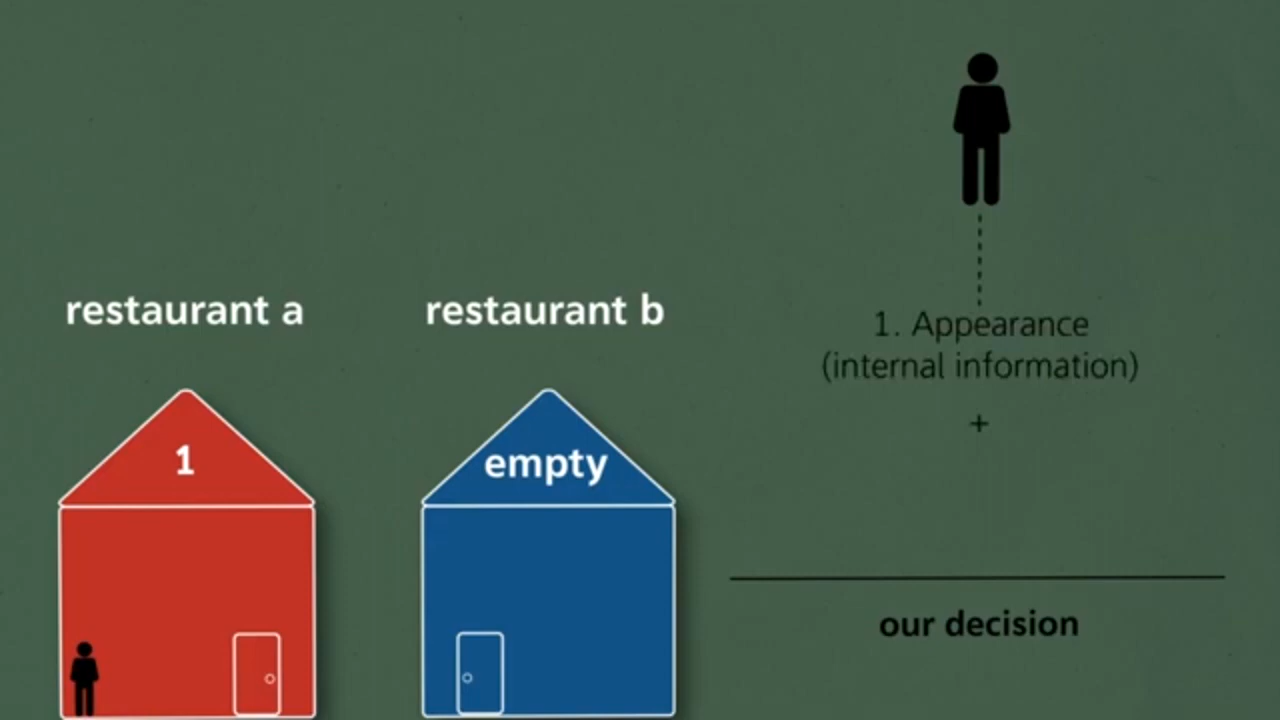 restaurant a
restaurant b
1
empty
1. Appearance
(internal information)
+
our decision